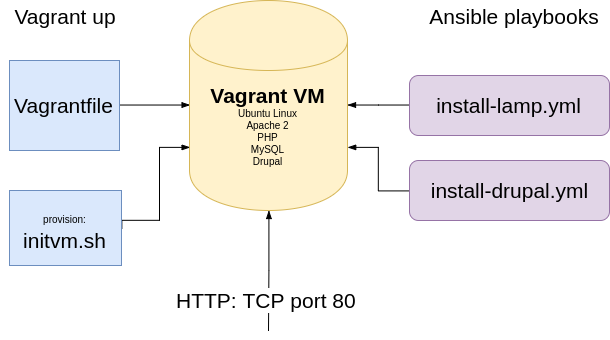 Vagrant up
Ansible playbooks
Vagrantfile
Vagrant VM
Ubuntu Linux
Apache 2
PHP
MySQL
Drupal
install-lamp.yml
install-drupal.yml
provision:
initvm.sh
HTTP: TCP port 80